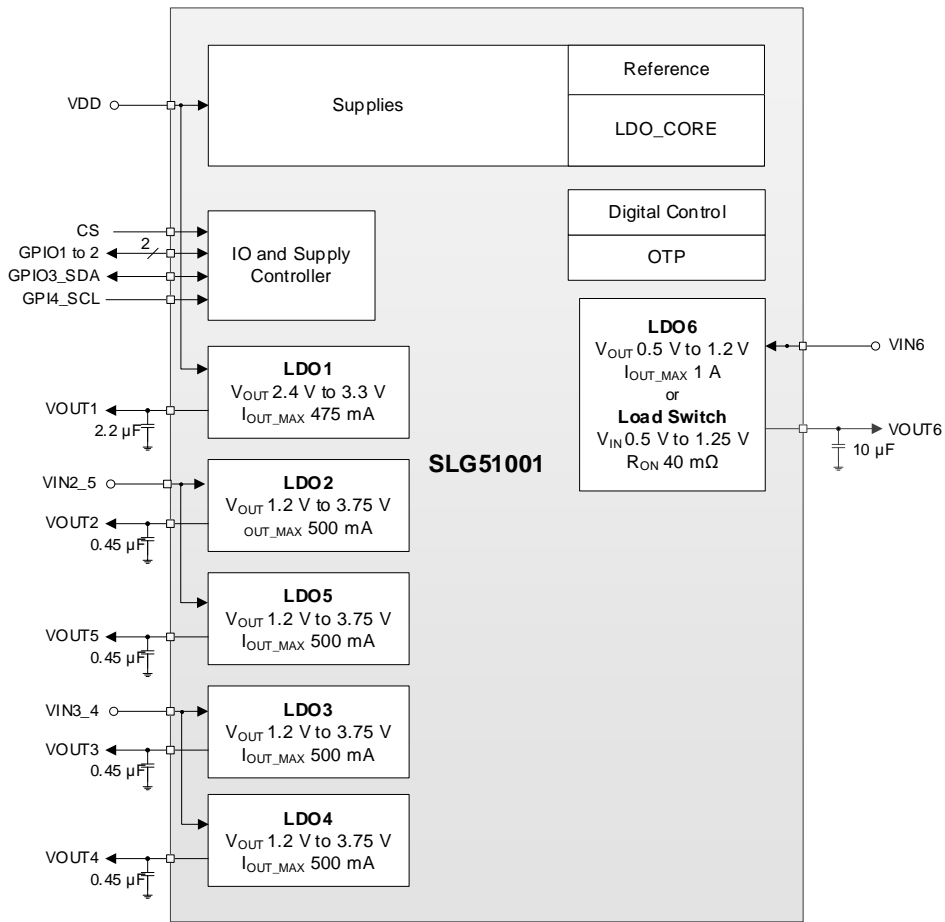 Supplies
Reference
LDO_CORE
VDD
Digital Control
OTP
CS
GPIO1 to 2
2
GPIO3_SDA
GPI4_SCL
IO and Supply
Controller
LDO6
VOUT 0.5 V to 1.2 V
IOUT_MAX 1 A
or
Load Switch
VIN 0.5 V to 1.25 V
RON 40 mΩ
VIN6
VOUT6
10 µF
LDO1
VOUT 2.4 V to 3.3 V
IOUT_MAX 475 mA
VOUT1
2.2 µF
SLG51001
VIN2_5
LDO2
VOUT 1.2 V to 3.75 V
OUT_MAX 500 mA
VOUT2
0.45 µF
LDO5
VOUT 1.2 V to 3.75 V
IOUT_MAX 500 mA
VOUT5
0.45 µF
VIN3_4
LDO3
VOUT 1.2 V to 3.75 V
IOUT_MAX 500 mA
VOUT3
0.45 µF
LDO4
VOUT 1.2 V to 3.75 V
IOUT_MAX 500 mA
VOUT4
0.45 µF